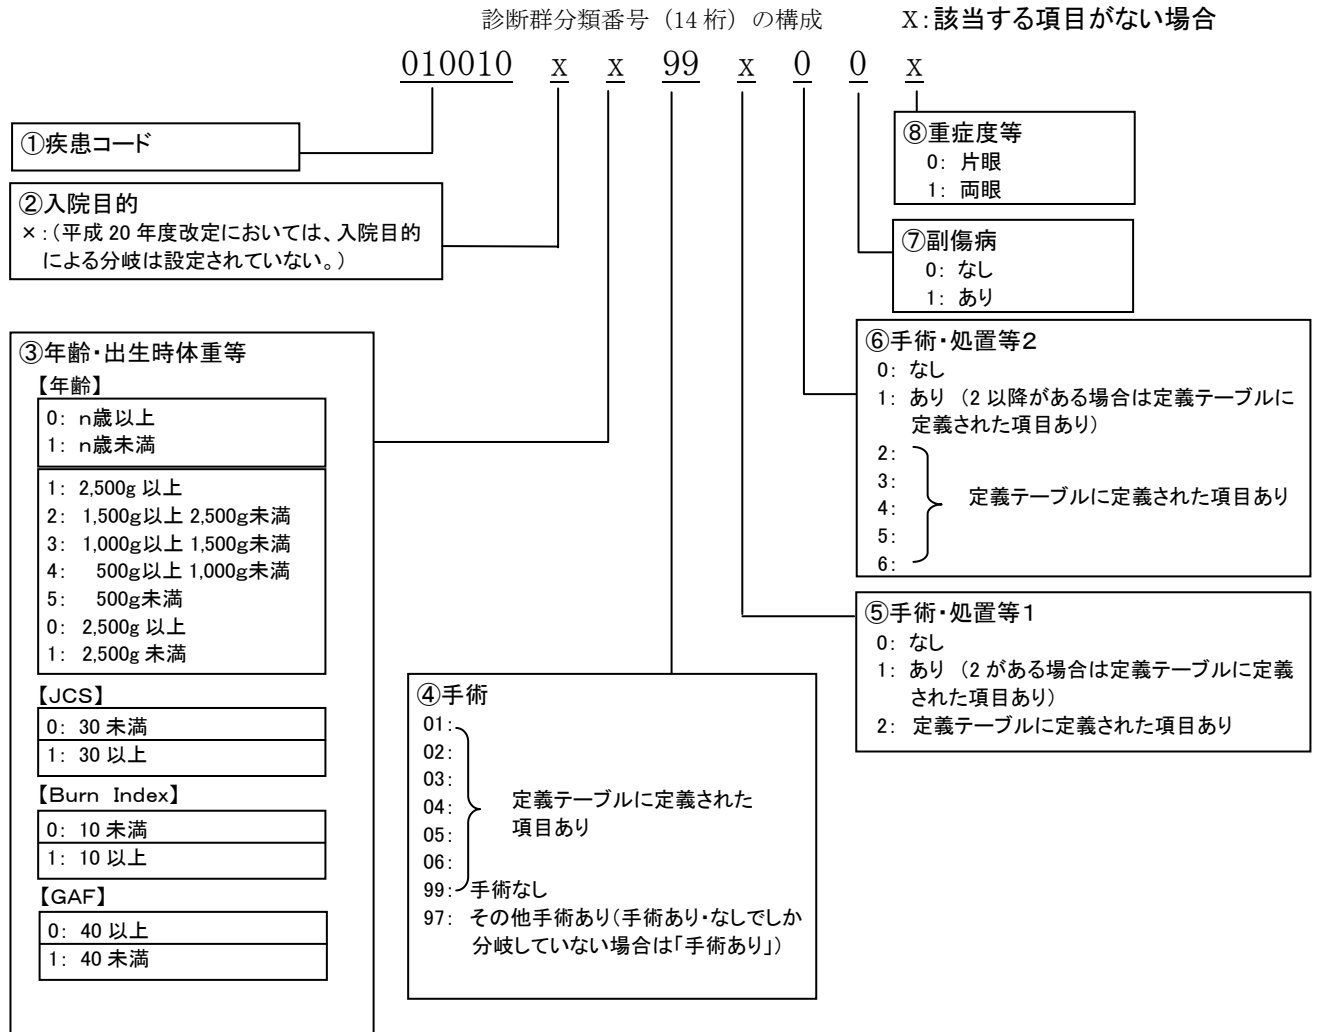 診断群分類番号（14 桁）の構成　X：該当する項目がない場合
010010 x x 99 x 0 0 x
①疾患コード
②入院目的
×：（平成 20 年度改定においては、入院目的
による分岐は設定されていない。）
③年齢・出生時体重等
【年齢】
0： n歳以上
1： n歳未満
1： 2,500g 以上
2： 1,500g以上 2,500g未満
3： 1,000g以上 1,500g未満
4： 500g以上 1,000g未満
5： 500g未満
0： 2,500g 以上
1： 2,500g 未満
【JCS】
0： 30 未満
1： 30 以上
【Burn Index】
0： 10 未満
1： 10 以上
【GAF】
0： 40 以上
1： 40 未満
④手術
01：
02：
03：
04：
05：
06：
定義テーブルに定義された
項目あり
99： 手術なし
97： その他手術あり（手術あり・なしでしか
分岐していない場合は「手術あり」）
⑧重症度等
0： 片眼
1： 両眼
⑦副傷病
0： なし
1： あり
⑥手術・処置等2
0： なし
1： あり （2 以降がある場合は定義テーブルに
定義された項目あり）
2：
3：
4：
5：
6：
定義テーブルに定義された項目あり
⑤手術・処置等1
0： なし
1： あり （2 がある場合は定義テーブルに定義
された項目あり）
2： 定義テーブルに定義された項目あり